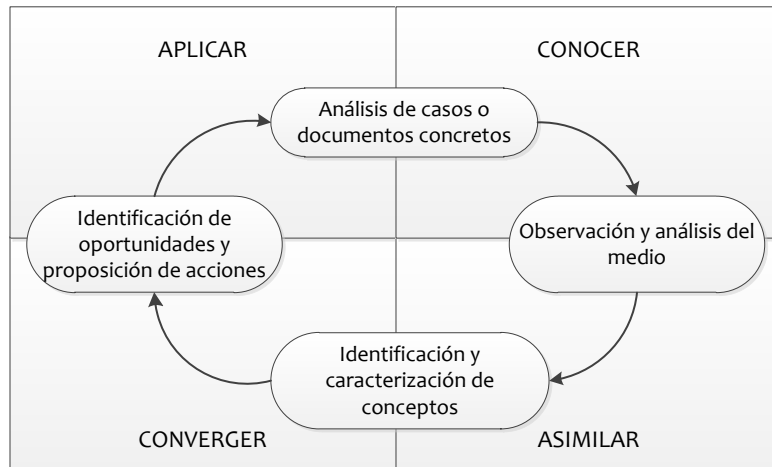 APLICAR
CONOCER
Análisis de casos o
documentos concretos
Identificación de
oportunidades y
proposición de acciones
Observación y análisis del
medio
Identificación y
caracterización de
conceptos
CONVERGER
ASIMILAR